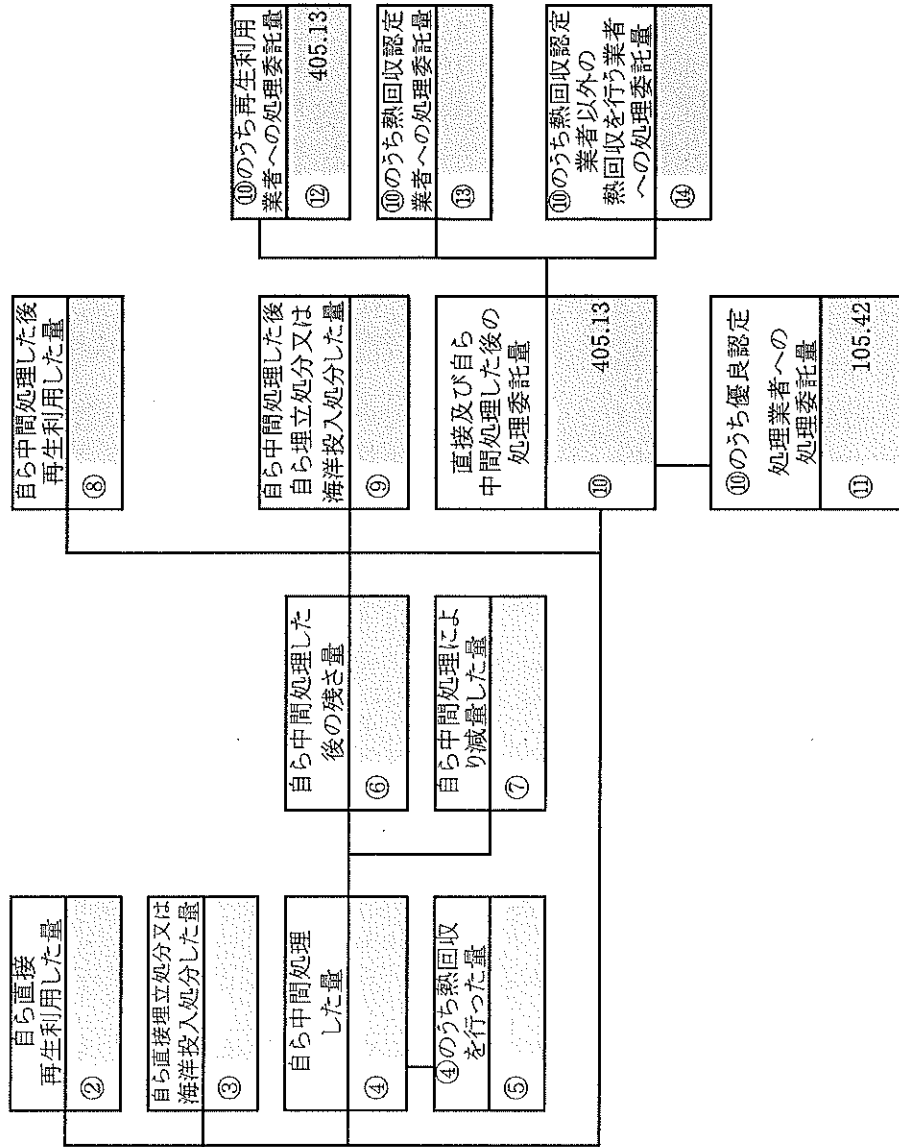 自ら直接
再生利用した量
②
自ら直接埋立処分又は
海洋投入処分した量
③
自ら中間処理
した量
④
④のうち熱回収
を行った量
⑤
自ら中間処理した
後の残さ量
⑥
自ら中間処理によ
り減量した量
⑦
自ら中間処理した後
再生利用した量
⑧
自ら中間処理した後
自ら埋立処分又は
海洋投入処分した量
⑨
直接及び自ら
中間処理した後の
処理委託量
⑩ 405.13
⑩のうち優良認定
処理業者への
処理委託量
⑪ 105.42
⑩のうち再生利用
業者への処理委託量
⑫ 405.13
⑩のうち熱回収認定
業者への処理委託量
⑬
⑩のうち熱回収認定
業者以外の
熱回収を行う業者
への処理委託量
⑭